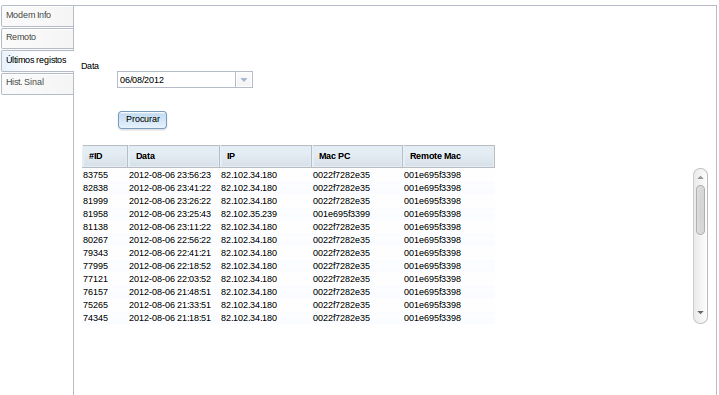 Modem Info
Remoto
Últimos registos
Hist. Sinal
Data
06/08/2012
Procurar
#ID Data IP Mac PC Remote Mac
83755 2012-08-06 23:56:23 82.102.34.180 0022f7282e35 001e695f3398
82838 2012-08-06 23:41:22 82.102.34.180 0022f7282e35 001e695f3398
81999 2012-08-06 23:26:22 82.102.34.180 0022f7282e35 001e695f3398
81958 2012-08-06 23:25:43 82.102.35.239 001e695f3399 001e695f3398
81138 2012-08-06 23:11:22 82.102.34.180 0022f7282e35 001e695f3398
80267 2012-08-06 22:56:22 82.102.34.180 0022f7282e35 001e695f3398
79343 2012-08-06 22:41:21 82.102.34.180 0022f7282e35 001e695f3398
77995 2012-08-06 22:18:52 82.102.34.180 0022f7282e35 001e695f3398
77121 2012-08-06 22:03:52 82.102.34.180 0022f7282e35 001e695f3398
76157 2012-08-06 21:48:51 82.102.34.180 0022f7282e35 001e695f3398
75265 2012-08-06 21:33:51 82.102.34.180 0022f7282e35 001e695f3398
74345 2012-08-06 21:18:51 82.102.34.180 0022f7282e35 001e695f3398